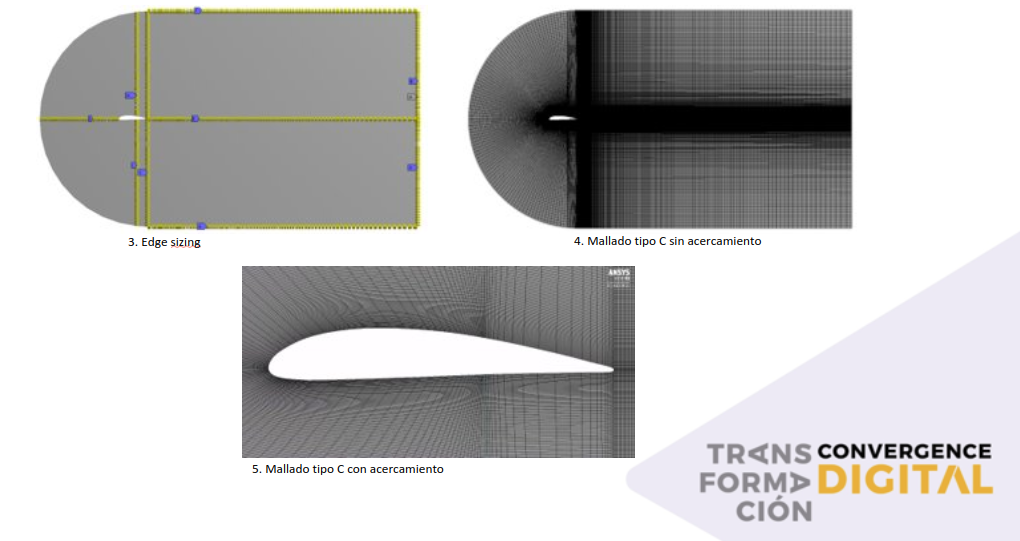 3. Edge sizing
4. Mallado tipo C sin acercamiento
ANSYS
5. Mallado tipo C con acercamiento
TRANS
FORMA
CIÓN
CONVERGENCE
DIGITAL